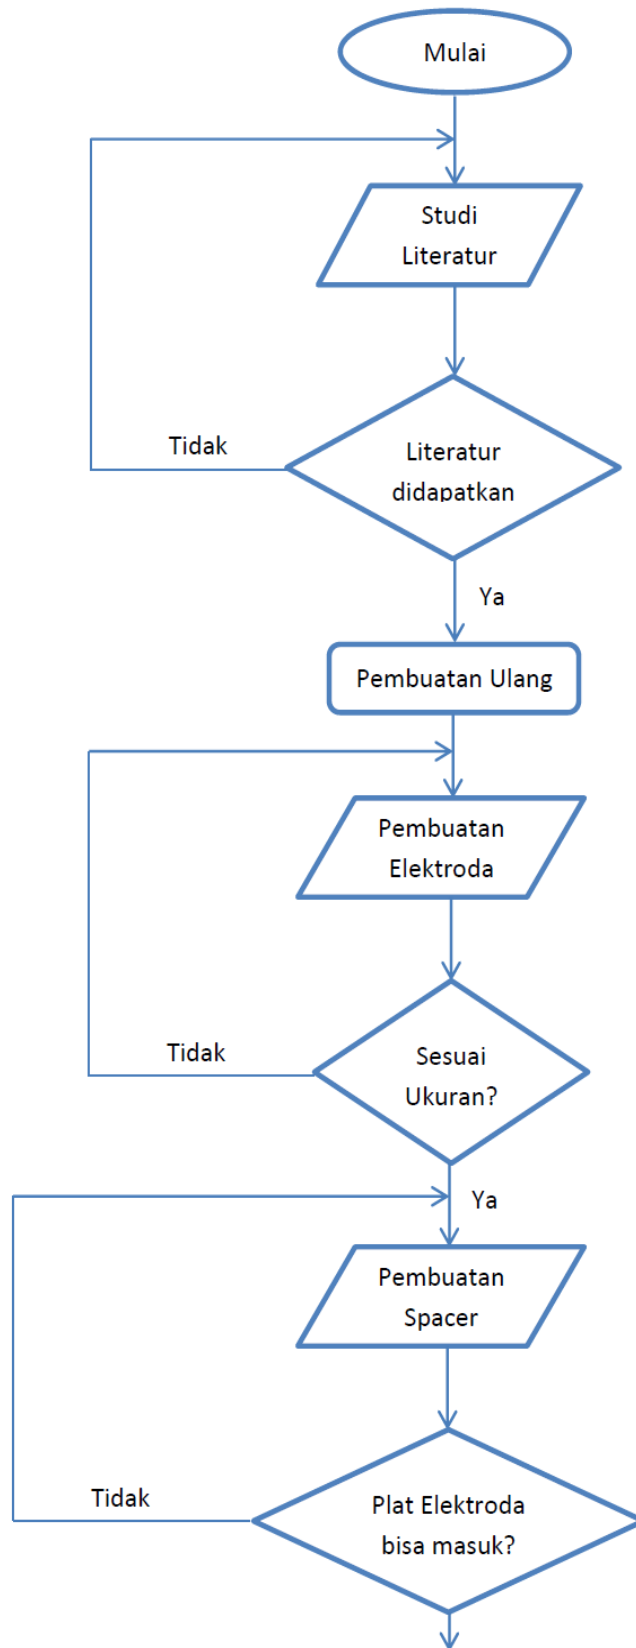 Mulai
Studi
Literatur
Tidak
Literatur
didapatkan
Ya
Pembuatan Ulang
Pembuatan
Elektroda
Tidak
Sesuai
Ukuran?
Ya
Pembuatan
Spacer
Tidak
Plat Elektroda
bisa masuk?